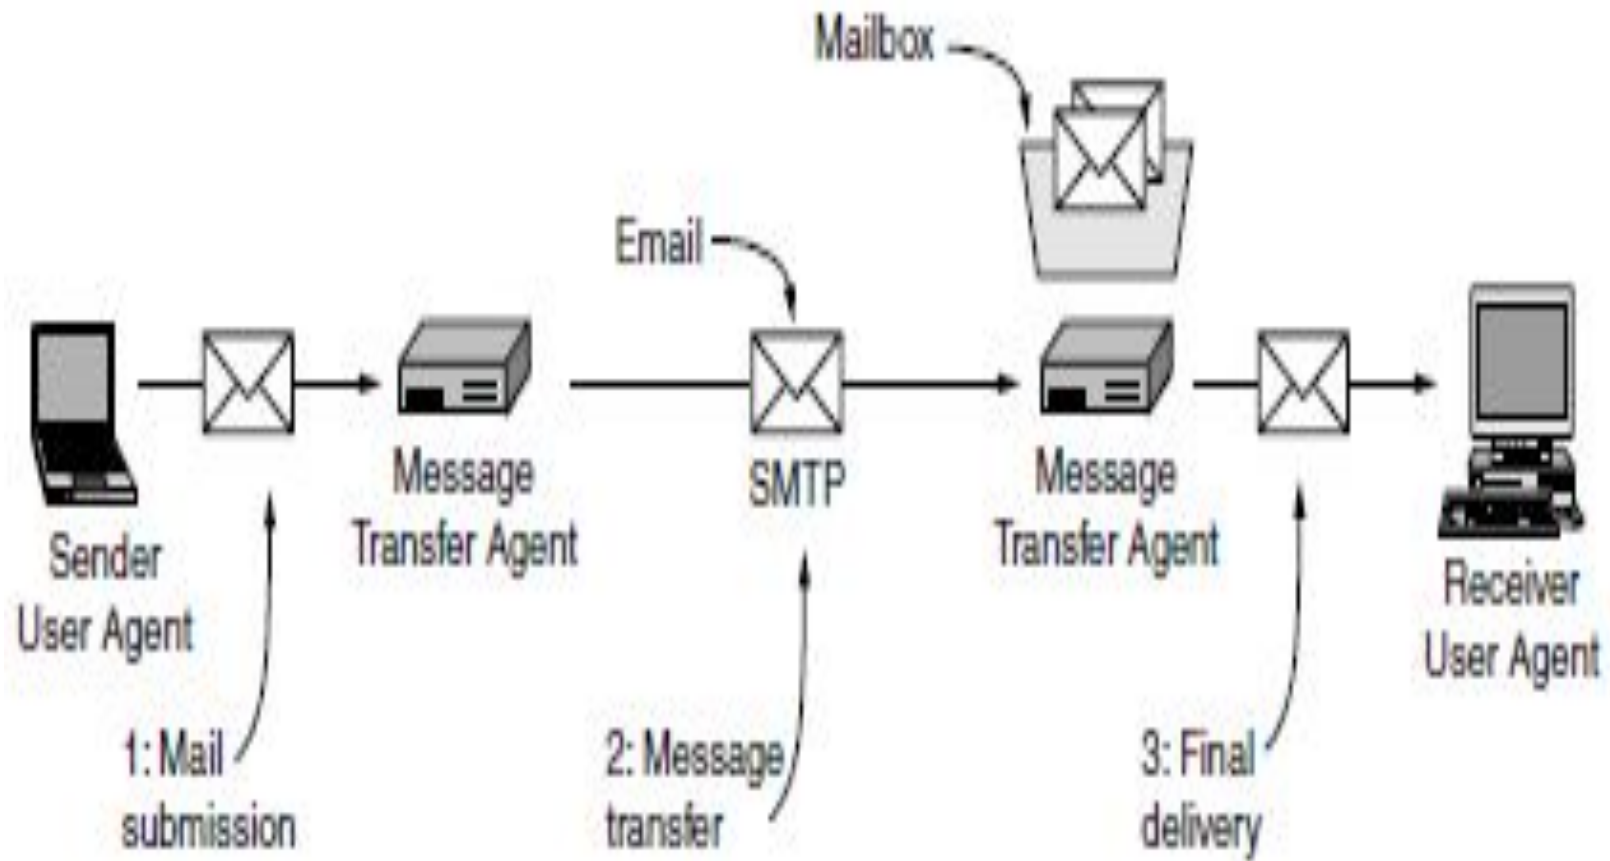 Mailbox
Email
Message
Transfer Agent
SMTP
Message
Transfer Agent
Sender
User Agent
Receiver
User Agent
1: Mail
submission
2: Message
transfer
3: Final
delivery